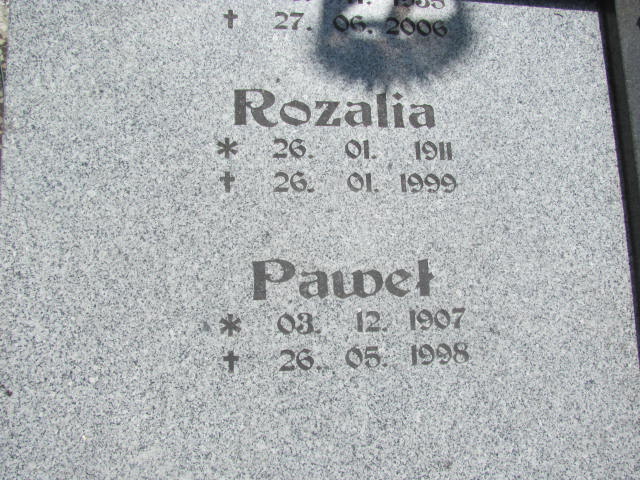 † 27. 06. 2006
Rozalia
* 26. 01. 1911
† 26. 01. 1999
Paweł
* 03. 12. 1907
† 26. 05. 1998